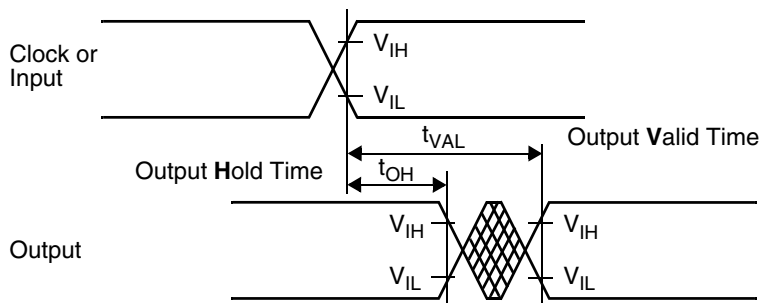 Clock or
Input
V_IH
V_IL
t_VAL
Output Valid Time
Output Hold Time
t_OH
Output
V_IH
V_IL
V_IH
V_IL